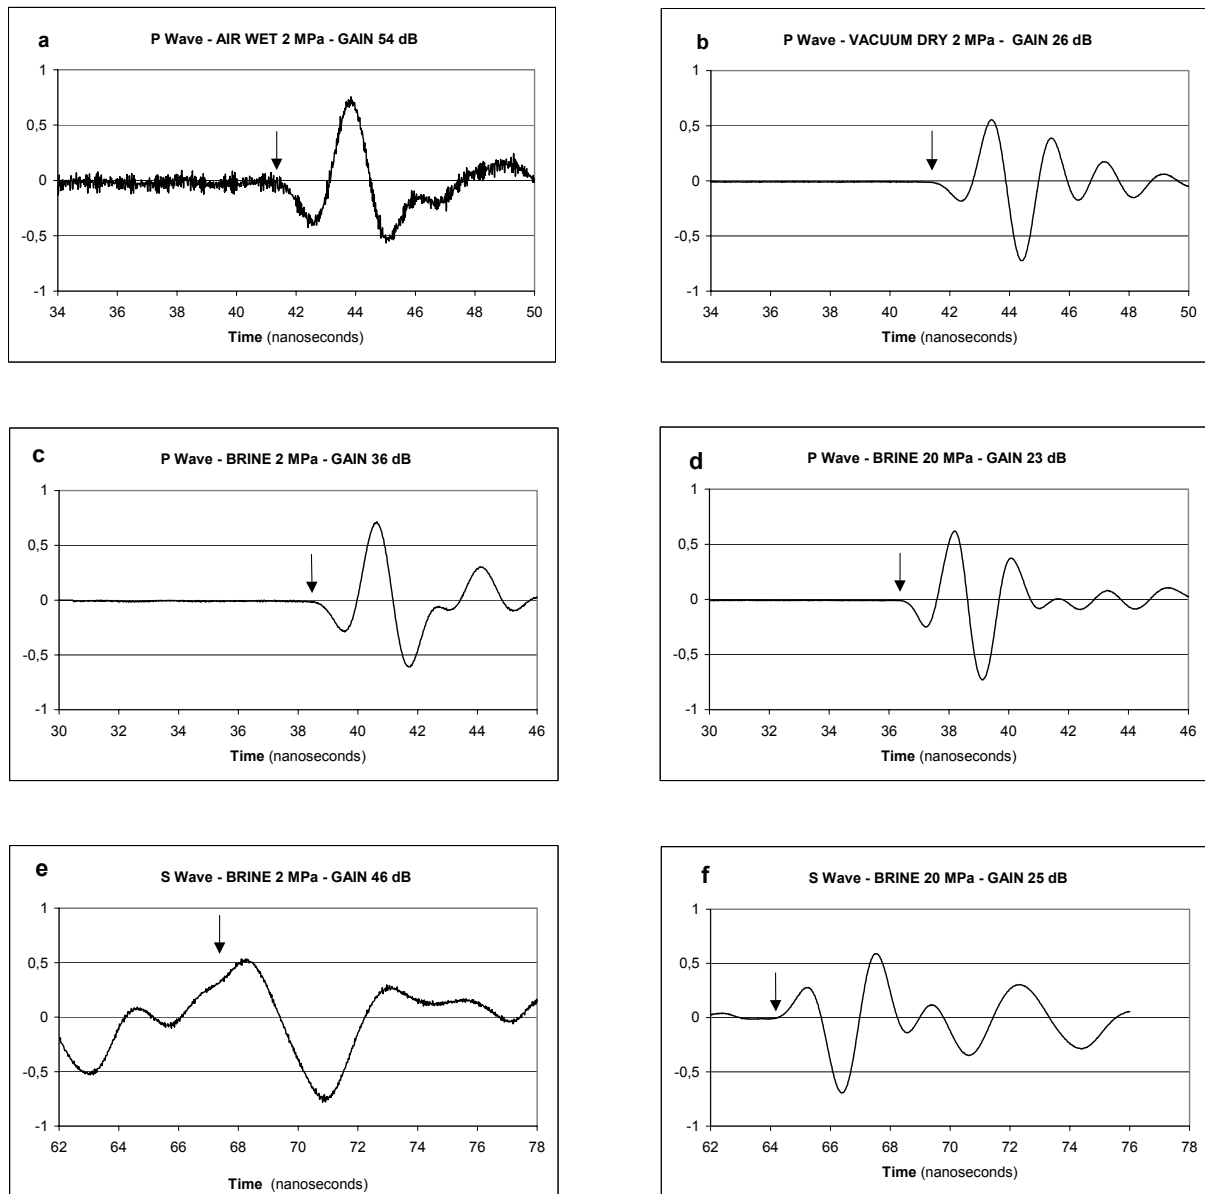 a
P Wave - AIR WET 2 MPa - GAIN 54 dB
1
0,5
0
-0,5
-1
34 36 38 40 42 44 46 48 50
Time (nanoseconds)
b
P Wave - VACUUM DRY 2 MPa - GAIN 26 dB
1
0,5
0
-0,5
-1
34 36 38 40 42 44 46 48 50
Time (nanoseconds)
c
P Wave - BRINE 2 MPa - GAIN 36 dB
1
0,5
0
-0,5
-1
30 32 34 36 38 40 42 44 46
Time (nanoseconds)
d
P Wave - BRINE 20 MPa - GAIN 23 dB
1
0,5
0
-0,5
-1
30 32 34 36 38 40 42 44 46
Time (nanoseconds)
e
S Wave - BRINE 2 MPa - GAIN 46 dB
1
0,5
0
-0,5
-1
62 64 66 68 70 72 74 76 78
Time (nanoseconds)
f
S Wave - BRINE 20 MPa - GAIN 25 dB
1
0,5
0
-0,5
-1
62 64 66 68 70 72 74 76 78
Time (nanoseconds)